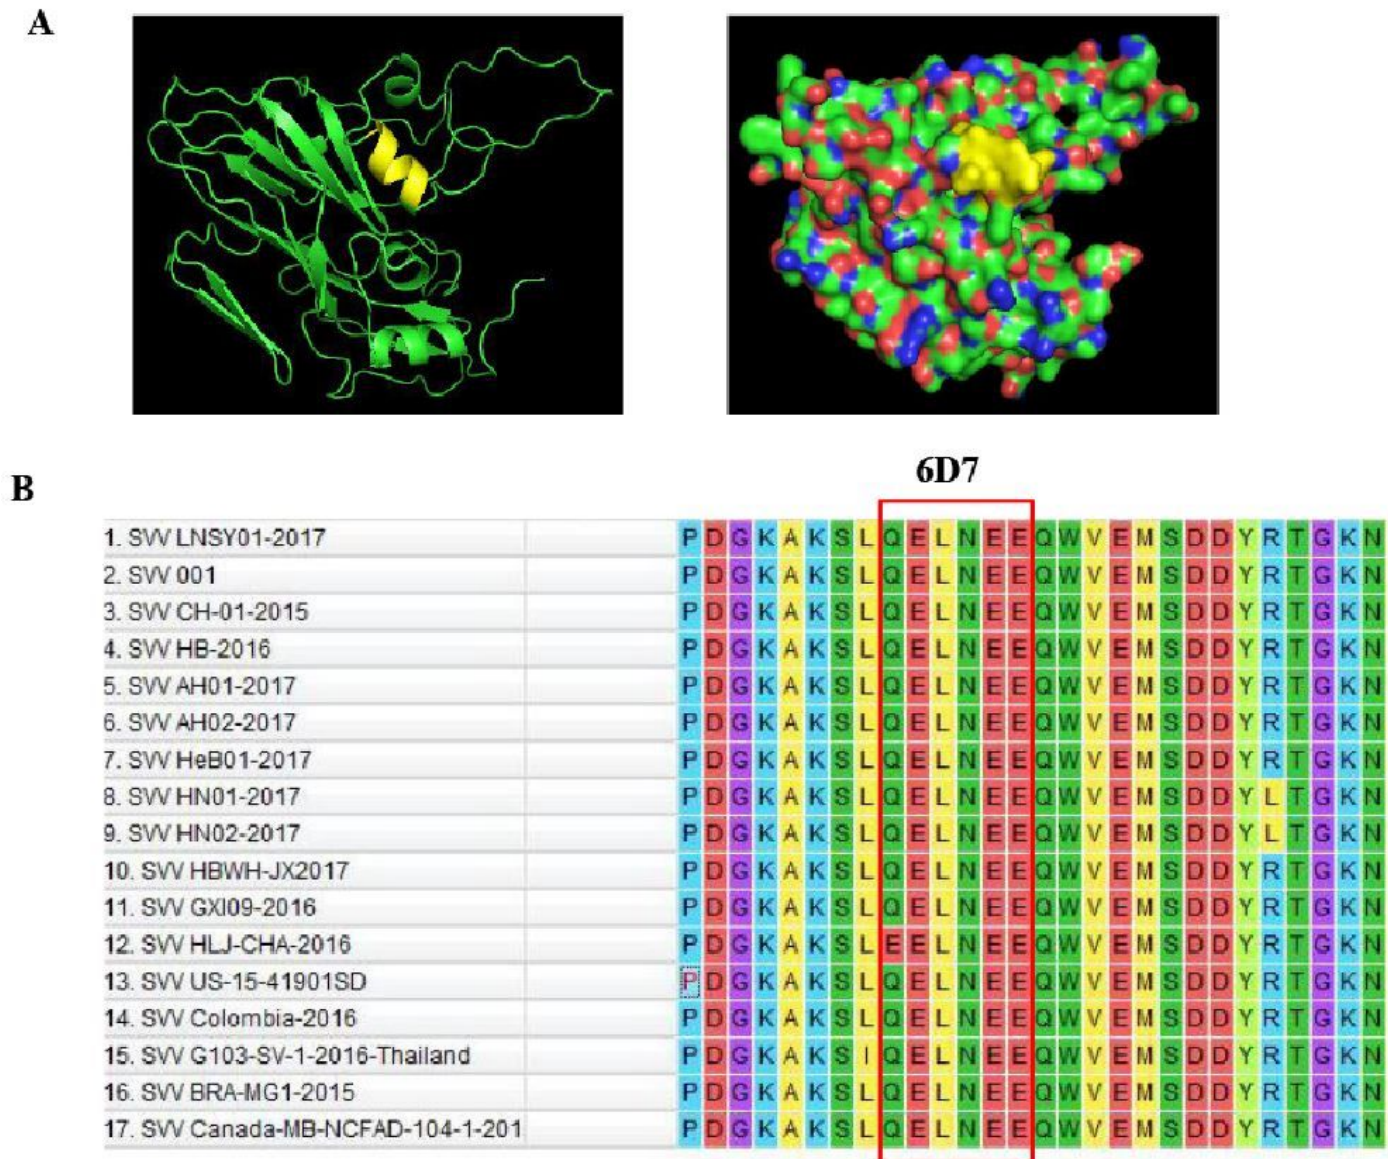 A
6D7
B
1. SVV LNSY01-2017 PDGKAKSLQELNEEQWVEMSDDYRTGKN
2. SVV 001 PDGKAKSLQELNEEQWVEMSDDYRTGKN
3. SVV CH-01-2015 PDGKAKSLQELNEEQWVEMSDDYRTGKN
4. SVV HB-2016 PDGKAKSLQELNEEQWVEMSDDYRTGKN
5. SVV AH01-2017 PDGKAKSLQELNEEQWVEMSDDYRTGKN
6. SVV AH02-2017 PDGKAKSLQELNEEQWVEMSDDYRTGKN
7. SVV HeB01-2017 PDGKAKSLQELNEEQWVEMSDDYRTGKN
8. SVV HN01-2017 PDGKAKSLQELNEEQWVEMSDDYLTGKN
9. SVV HN02-2017 PDGKAKSLQELNEEQWVEMSDDYLTGKN
10. SVV HBWH-JX2017 PDGKAKSLQELNEEQWVEMSDDYRTGKN
11. SVV GXI09-2016 PDGKAKSLQELNEEQWVEMSDDYRTGKN
12. SVV HLJ-CHA-2016 PDGKAKSLEELNEEQWVEMSDDYRTGKN
13. SVV US-15-41901SD PDGKAKSLQELNEEQWVEMSDDYRTGKN
14. SVV Colombia-2016 PDGKAKSLQELNEEQWVEMSDDYRTGKN
15. SVV G103-SV-1-2016-Thailand PDGKAKSIQELNEEQWVEMSDDYRTGKN
16. SVV BRA-MG1-2015 PDGKAKSLQELNEEQWVEMSDDYRTGKN
17. SVV Canada-MB-NCFAD-104-1-201 PDGKAKSLQELNEEQWVEMSDDYRTGKN